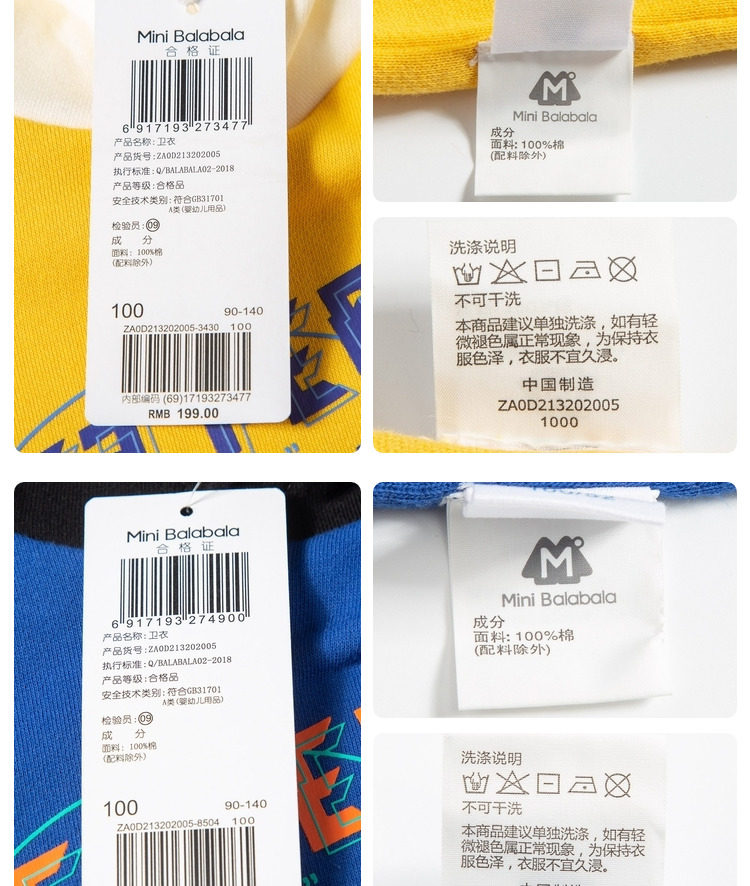 Mini Balabala
合格证
6 917193 273477
产品名称:卫衣
产品货号:ZA0D213202005
执行标准:Q/BALABALA02-2018
产品等级:合格品
安全技术类别:符合GB31701
A类(婴幼儿用品)
检验员:09
成 分
面料: 100%棉
(配料除外)
100 90-140
ZA0D213202005-3430 100
内部编码 (69)17193273477
RMB 199.00
M
Mini Balabala
成分
面料: 100%棉
(配料除外)
洗涤说明
不可干洗
本商品建议单独洗涤，如有轻
微褪色属正常现象，为保持衣
服色泽，衣服不宜久浸。
中国制造
ZA0D213202005
1000
Mini Balabala
合格证
6 917193 274900
产品名称:卫衣
产品货号:ZA0D213202005
执行标准:Q/BALABALA02-2018
产品等级:合格品
安全技术类别:符合GB31701
A类(婴幼儿用品)
检验员:09
成 分
面料: 100%棉
(配料除外)
100 90-140
ZA0D213202005-8504 100
M
Mini Balabala
成分
面料: 100%棉
(配料除外)
洗涤说明
不可干洗
本商品建议单独洗涤，如有轻
微褪色属正常现象，为保持衣
服色泽，衣服不宜久浸。